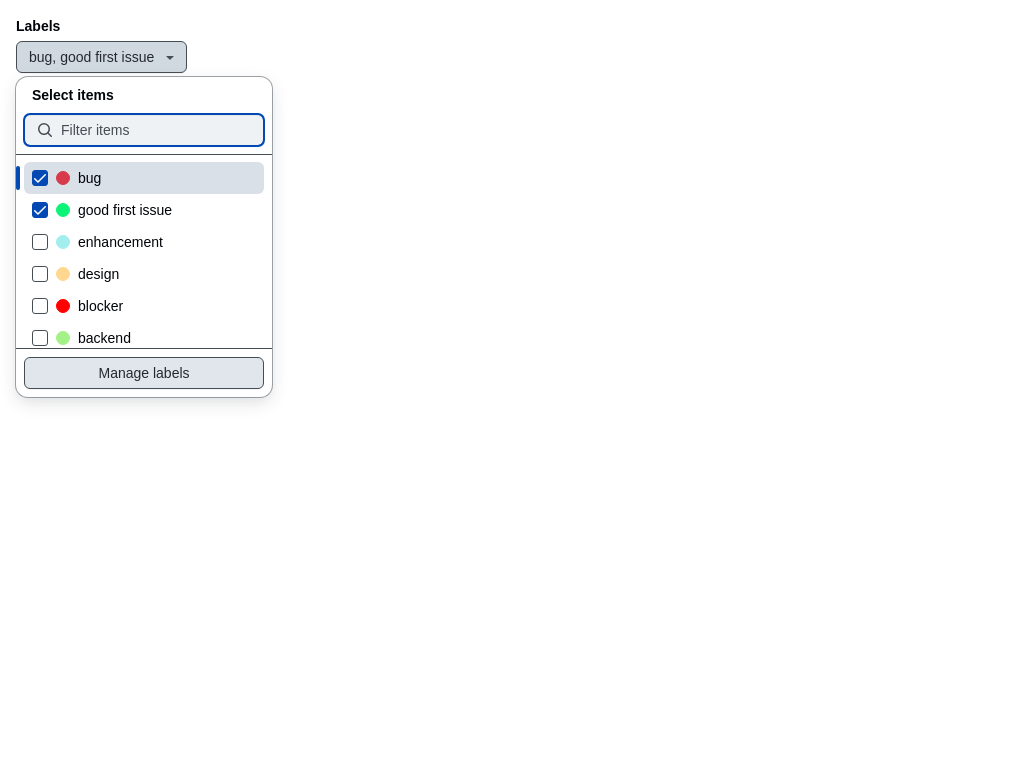 Labels
bug, good first issue
Select items
Filter items
bug
good first issue
enhancement
design
blocker
backend
Manage labels